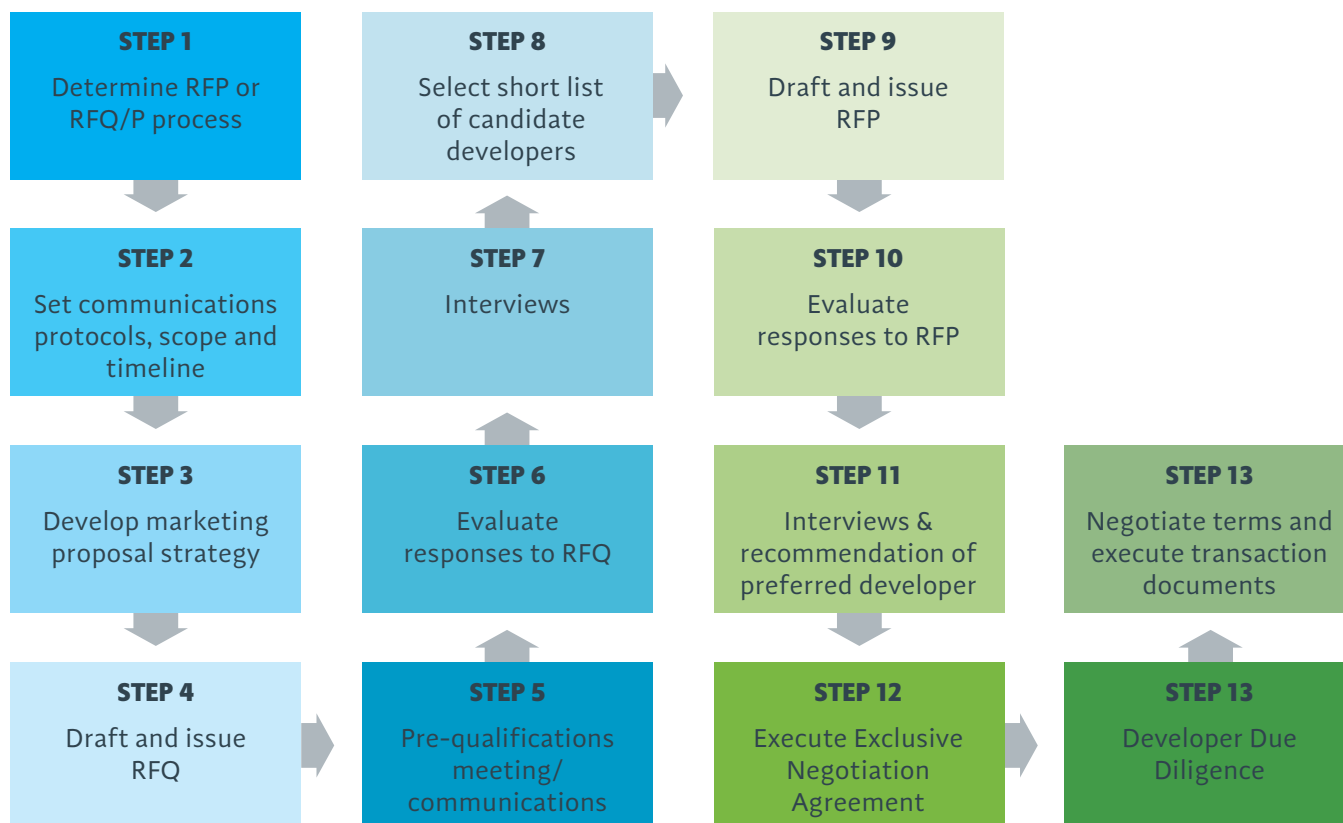 STEP 1
Determine RFP or
RFQ/P process
STEP 2
Set communications
protocols, scope and
timeline
STEP 3
Develop marketing
proposal strategy
STEP 4
Draft and issue
RFQ
STEP 5
Pre-qualifications
meeting/
communications
STEP 6
Evaluate
responses to RFQ
STEP 7
Interviews
STEP 8
Select short list
of candidate
developers
STEP 9
Draft and issue
RFP
STEP 10
Evaluate
responses to RFP
STEP 11
Interviews &
recommendation of
preferred developer
STEP 12
Execute Exclusive
Negotiation
Agreement
STEP 13
Developer Due
Diligence
STEP 13
Negotiate terms and
execute transaction
documents